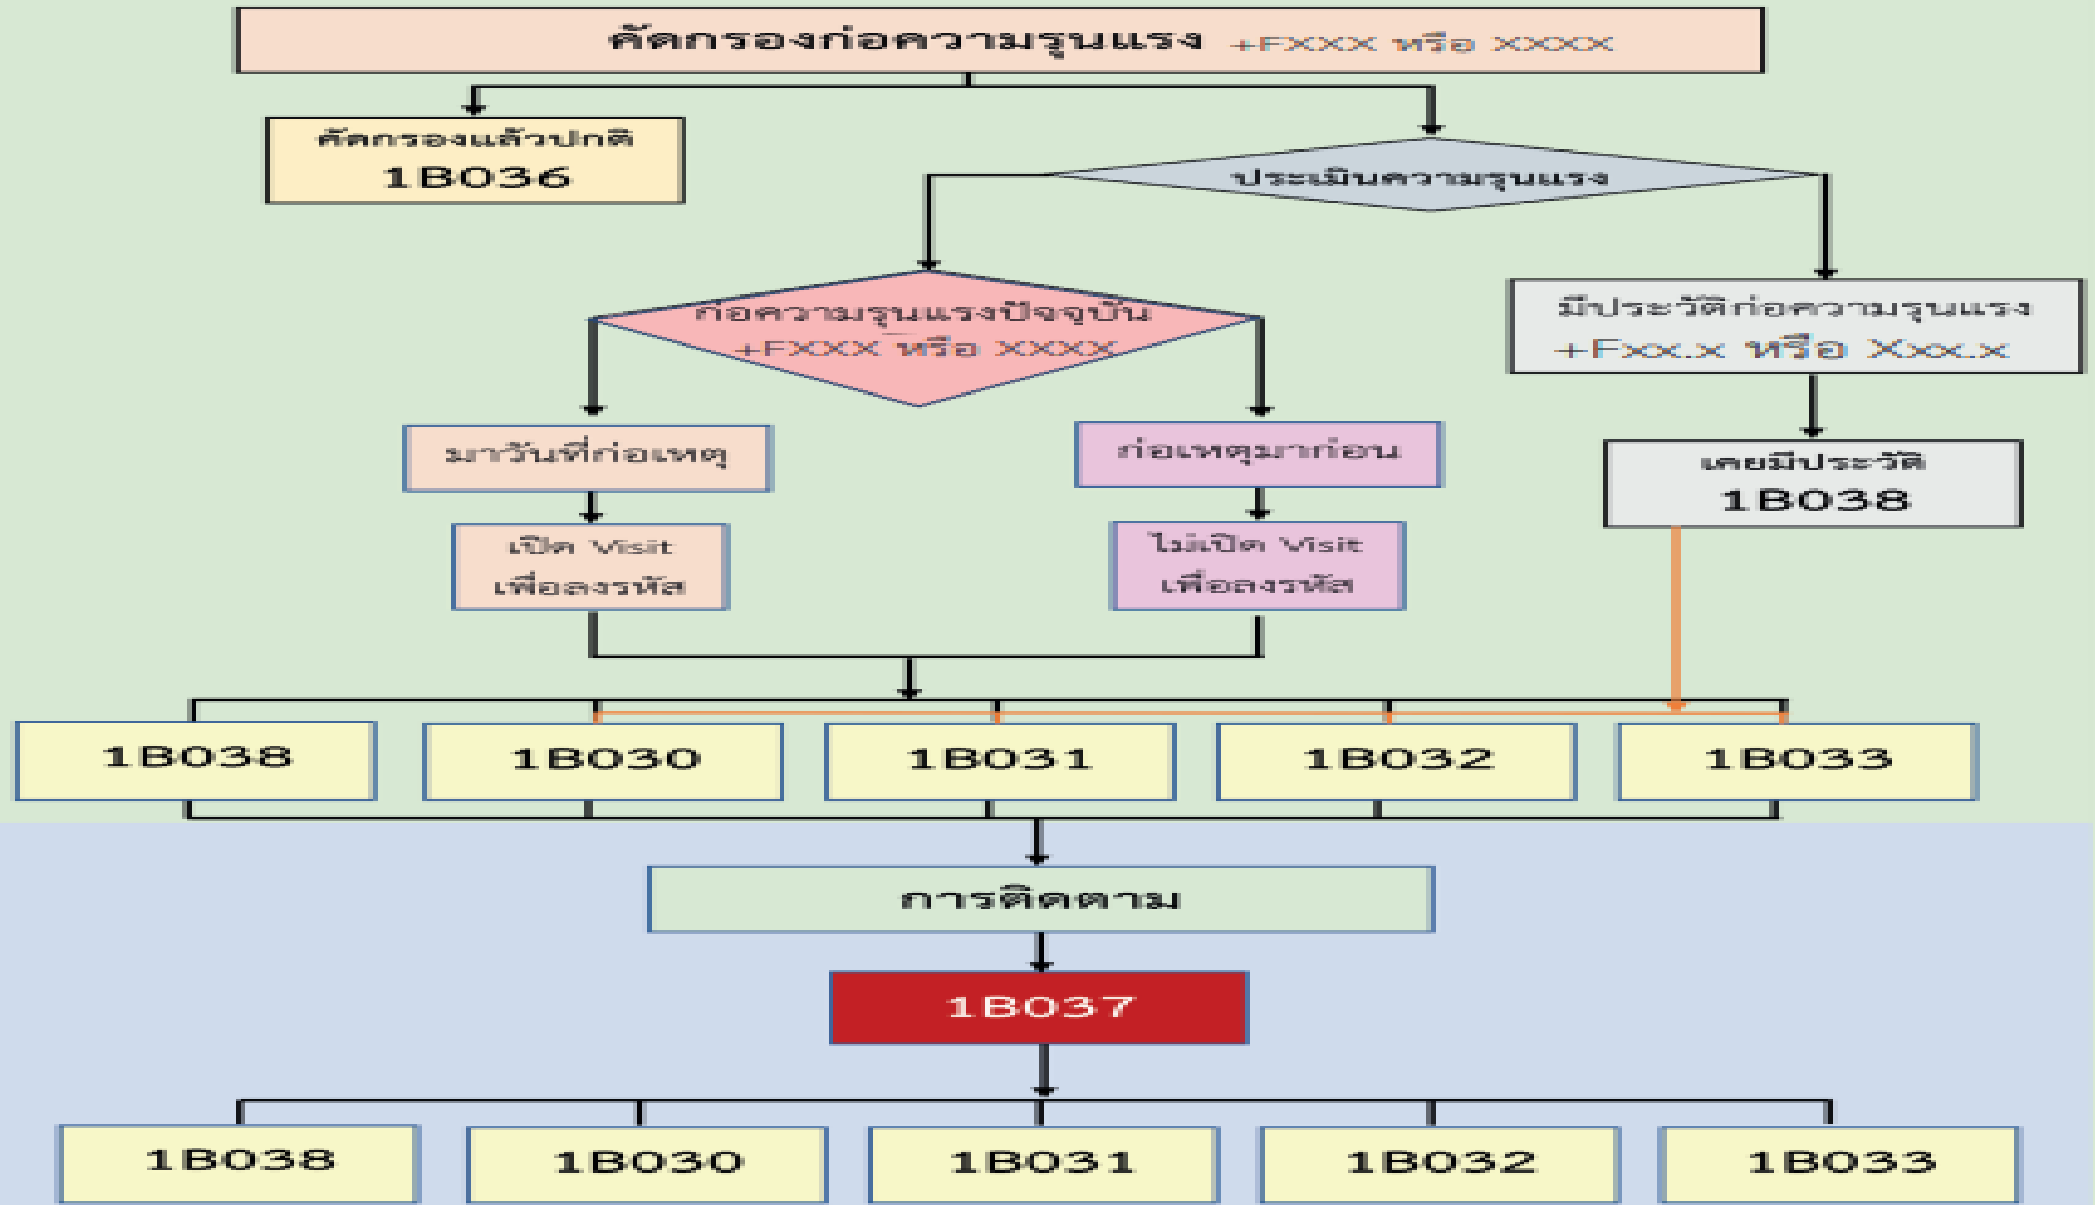 คัดกรองก่อความรุนแรง +FXXX หรือ XXXX
คัดกรองแล้วปกติ
1B036
ประเมินความรุนแรง
ก่อความรุนแรงปัจจุบัน
+FXXX หรือ XXXX
มีประวัติก่อความรุนแรง
+Fxx.x หรือ Xxx.x
มาวันที่ก่อเหตุ
ก่อเหตุมาก่อน
เคยมีประวัติ
1B038
เปิด Visit
เพื่อลงรหัส
ไม่เปิด Visit
เพื่อลงรหัส
1B038
1B030
1B031
1B032
1B033
การติดตาม
1B037
1B038
1B030
1B031
1B032
1B033